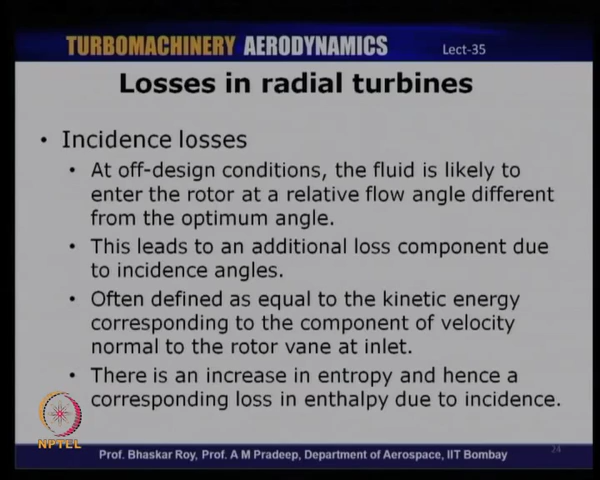 TURBOMACHINERY AERODYNAMICS Lect-35
Losses in radial turbines
• Incidence losses
• At off-design conditions, the fluid is likely to
enter the rotor at a relative flow angle different
from the optimum angle.
• This leads to an additional loss component due
to incidence angles.
• Often defined as equal to the kinetic energy
corresponding to the component of velocity
normal to the rotor vane at inlet.
• There is an increase in entropy and hence a
corresponding loss in enthalpy due to incidence.
NPTEL
Prof. Bhaskar Roy, Prof. A M Pradeep, Department of Aerospace, IIT Bombay
24